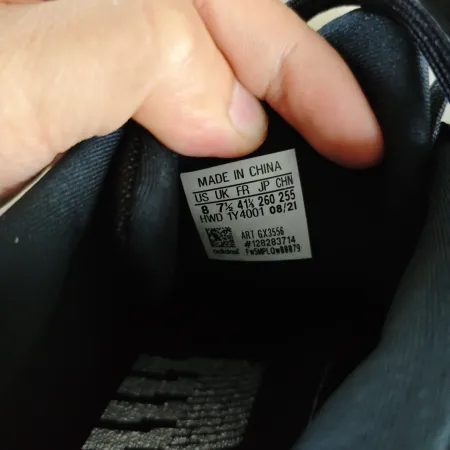 MADE IN CHINA
US UK FR JP CHN
8 7½ 41⅓ 260 255
HWD 1Y4001 08/21
ART GX3556
#128283714
adidas